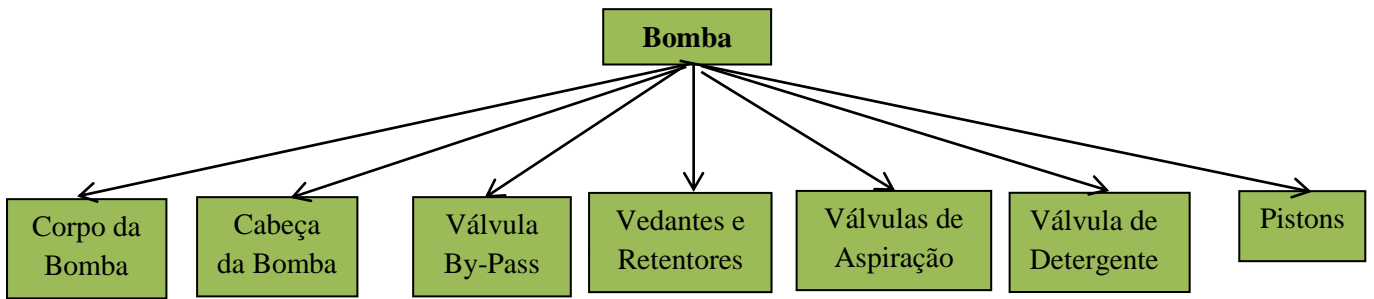 Bomba
Corpo da
Bomba
Cabeça
da Bomba
Válvula
By-Pass
Vedantes e
Retentores
Válvulas de
Aspiração
Válvula de
Detergente
Pistons